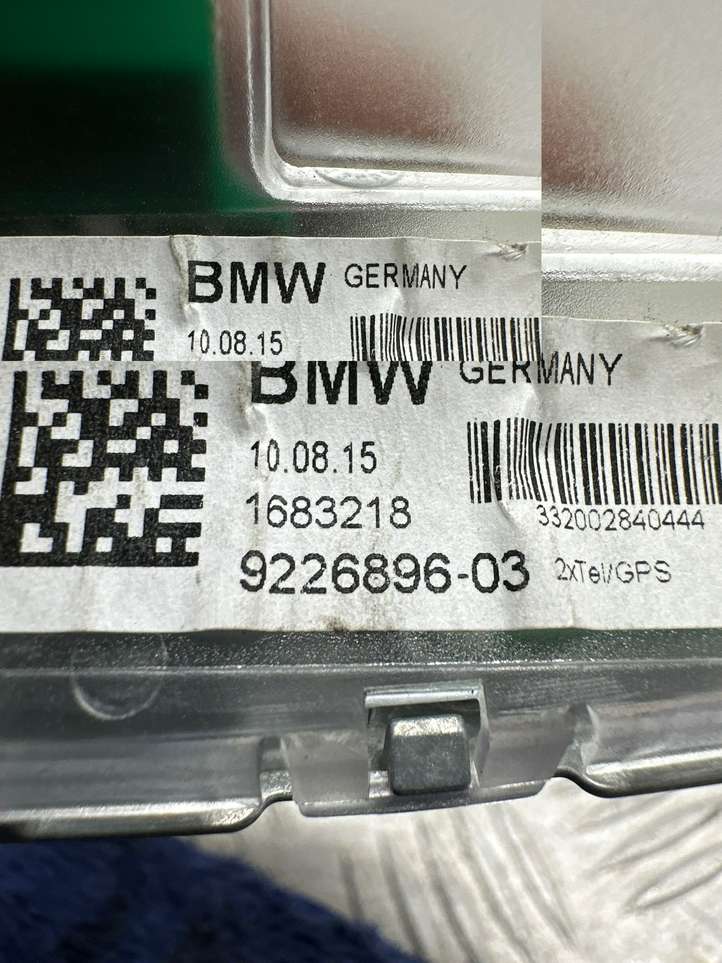 BMW GERMANY
10.08.15
BMW GERMANY
10.08.15
1683218
332002840444
9226896-03 2xTel/GPS